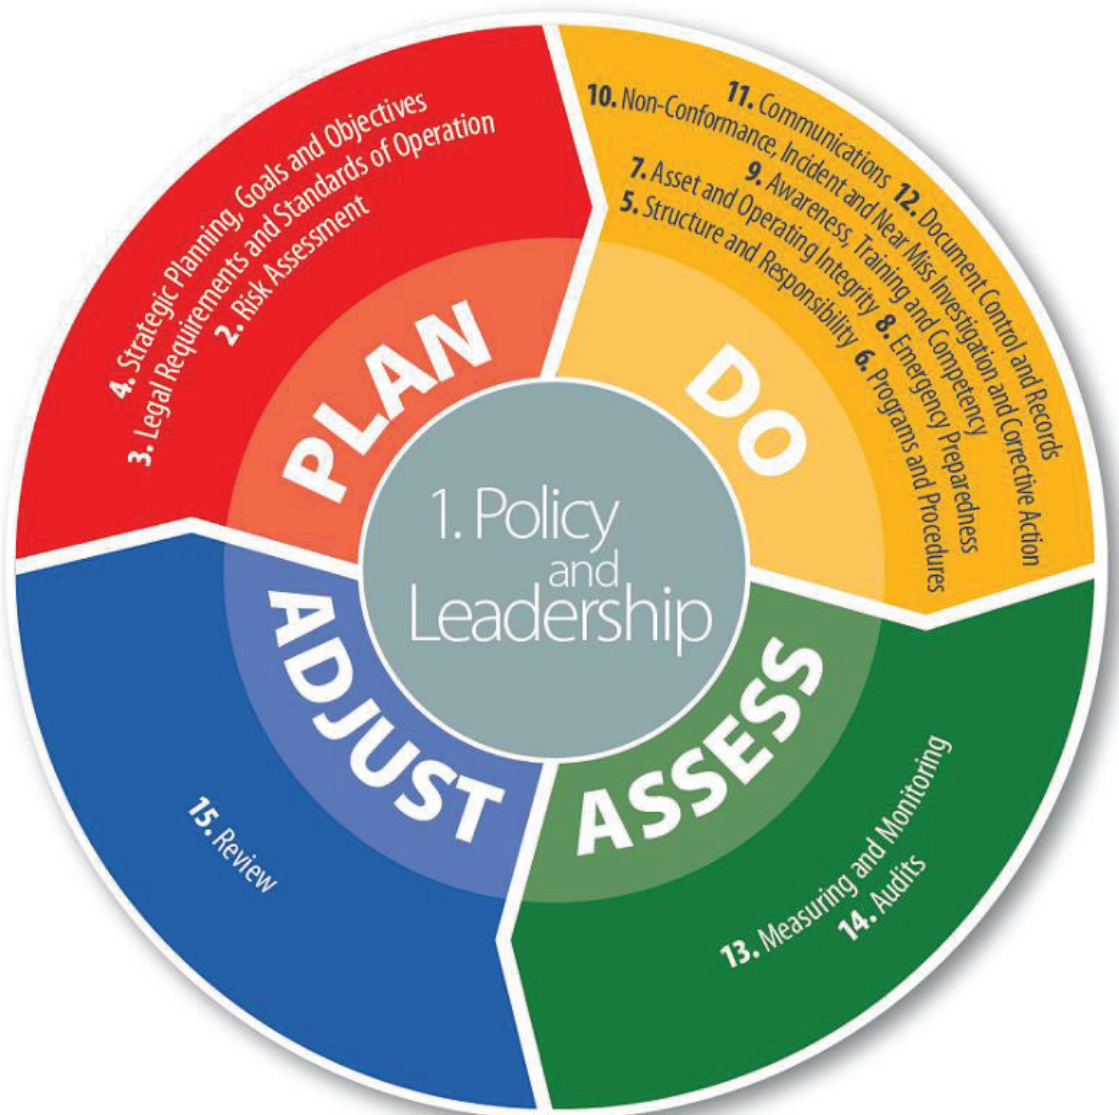 PLAN
4. Strategic Planning, Goals and Objectives
3. Legal Requirements and Standards of Operation
2. Risk Assessment
DO
11. Communications 12. Document Control and Records
10. Non-Conformance, Incident and Near Miss Investigation and Corrective Action
9. Awareness, Training and Competency
7. Asset and Operating Integrity 8. Emergency Preparedness
5. Structure and Responsibility 6. Programs and Procedures
1. Policy
and
Leadership
ASSESS
13. Measuring and Monitoring
14. Audits
ADJUST
15. Review